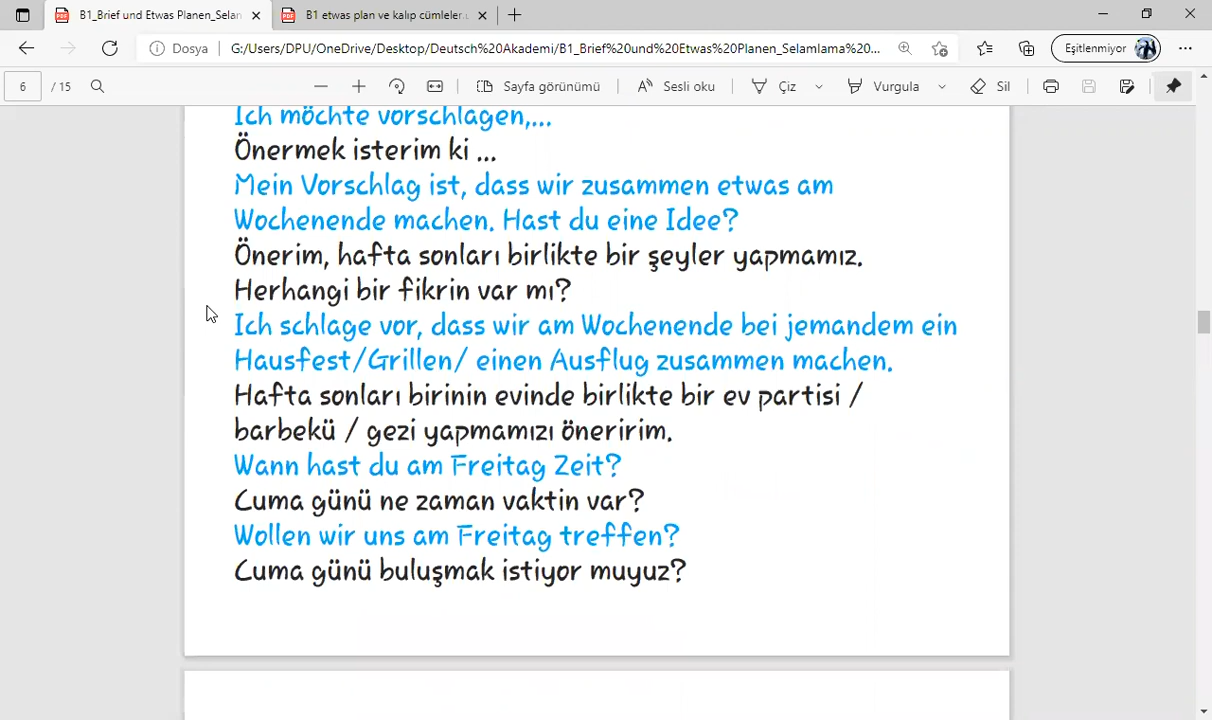 B1_Brief und Etwas Planen_Selan
B1 etwas plan ve kalıp cümleler.
Dosya
G:/Users/DPU/OneDrive/Desktop/Deutsch%20Akademi/B1_Brief%20und%20Etwas%20Planen_Selamlama%20...
Eşitlenmiyor
6 / 15
Sayfa görünümü
Sesli oku
Çiz
Vurgula
Sil
Ich möchte vorschlagen,...
Önermek isterim ki ...
Mein Vorschlag ist, dass wir zusammen etwas am
Wochenende machen. Hast du eine Idee?
Önerim, hafta sonları birlikte bir şeyler yapmamız.
Herhangi bir fikrin var mı?
Ich schlage vor, dass wir am Wochenende bei jemandem ein
Hausfest/Grillen/ einen Ausflug zusammen machen.
Hafta sonları birinin evinde birlikte bir ev partisi /
barbekü / gezi yapmamızı öneririm.
Wann hast du am Freitag Zeit?
Cuma günü ne zaman vaktin var?
Wollen wir uns am Freitag treffen?
Cuma günü buluşmak istiyor muyuz?